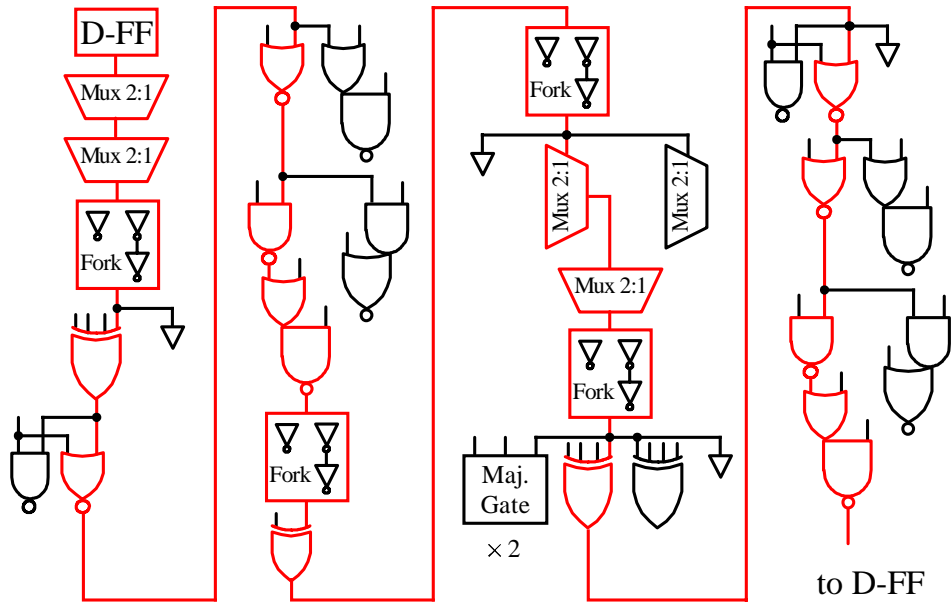 D-FF
Mux 2:1
Mux 2:1
Fork
Fork
Fork
Mux 2:1
Mux 2:1
Mux 2:1
Fork
Maj.
Gate
× 2
to D-FF